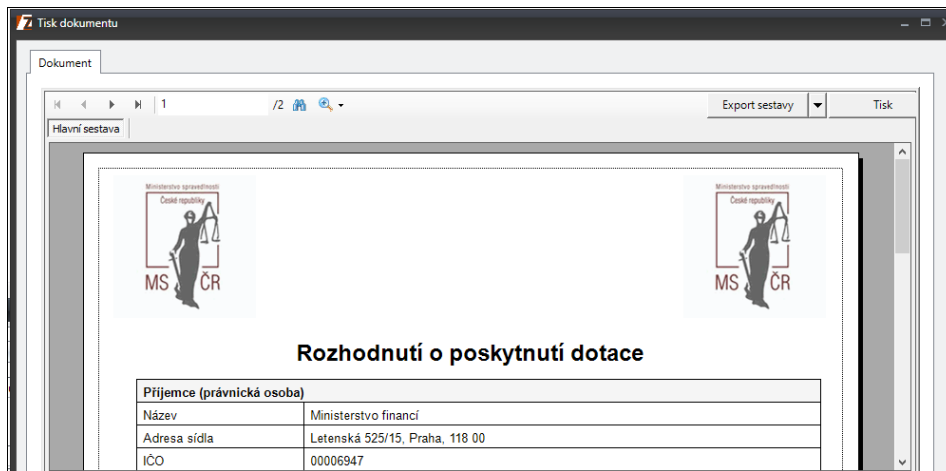 Tisk dokumentu
Dokument
1 /2 Export sestavy Tisk
Hlavní sestava
Ministerstvo spravedlnosti Ministerstvo spravedlnosti
České republiky České republiky
MS ČR MS ČR
Rozhodnutí o poskytnutí dotace
Příjemce (právnická osoba)
Název Ministerstvo financí
Adresa sídla Letenská 525/15, Praha, 118 00
IČO 00006947